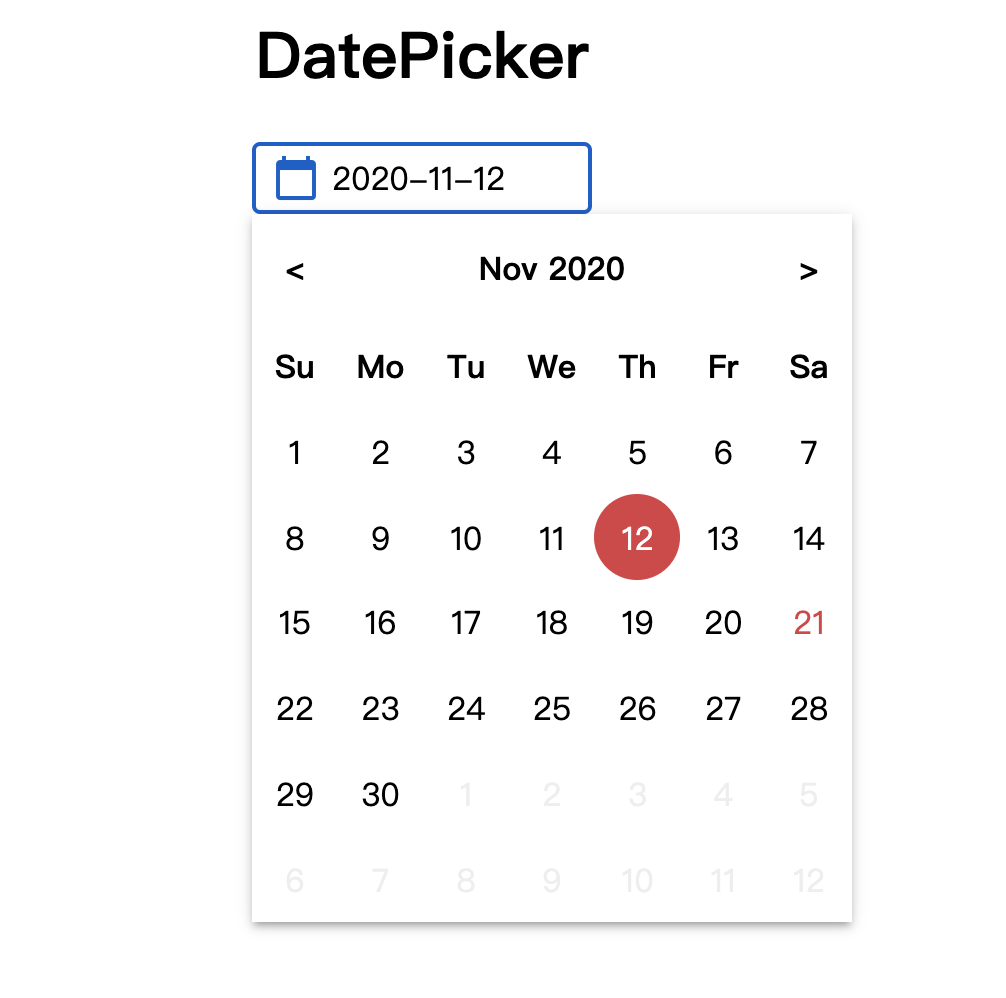 DatePicker
2020–11–12
< Nov 2020 >
Su Mo Tu We Th Fr Sa
1 2 3 4 5 6 7
8 9 10 11 12 13 14
15 16 17 18 19 20 21
22 23 24 25 26 27 28
29 30 1 2 3 4 5
6 7 8 9 10 11 12